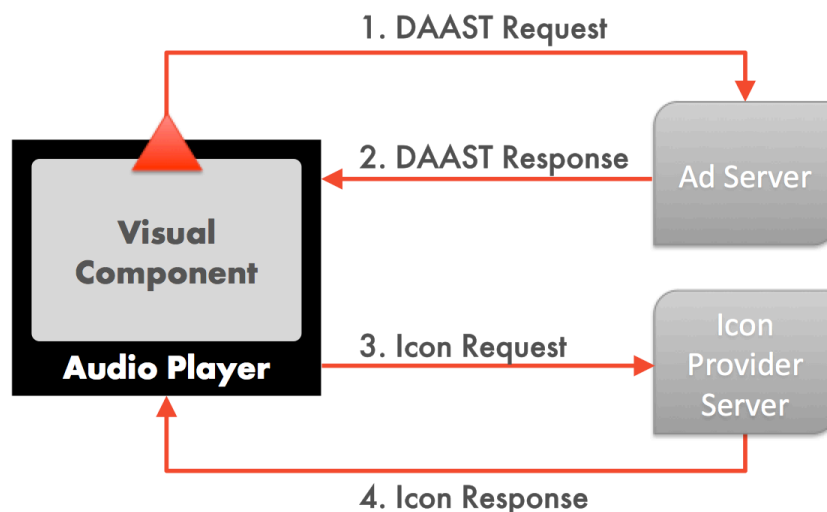 1. DAAST Request
2. DAAST Response
Ad Server
Visual
Component
Audio Player
3. Icon Request
Icon
Provider
Server
4. Icon Response